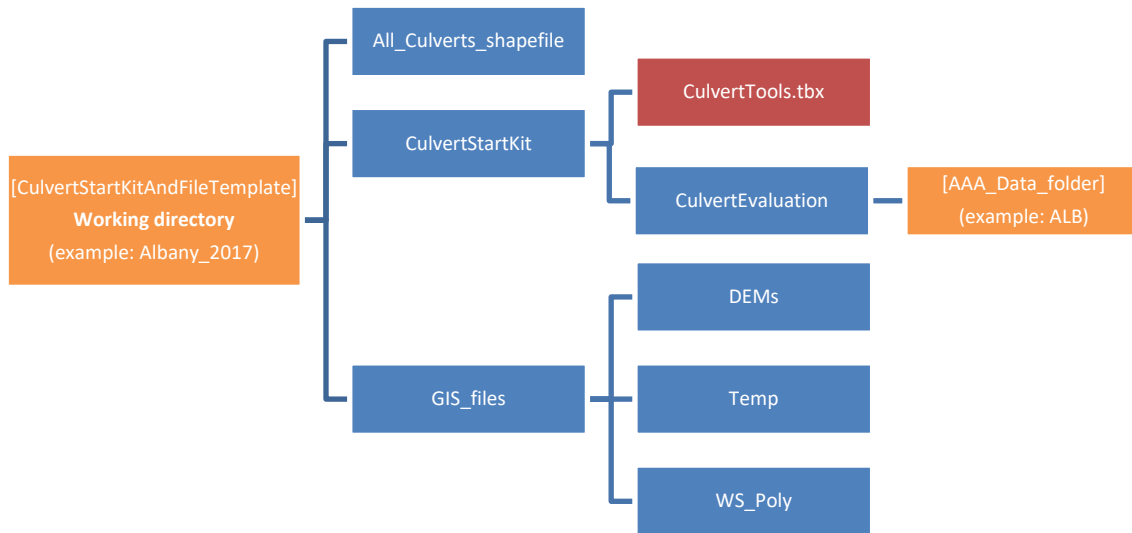 All_Culverts_shapefile
CulvertTools.tbx
CulvertStartKit
[CulvertStartKitAndFileTemplate]
Working directory
(example: Albany_2017)
CulvertEvaluation
[AAA_Data_folder]
(example: ALB)
DEMs
GIS_files
Temp
WS_Poly